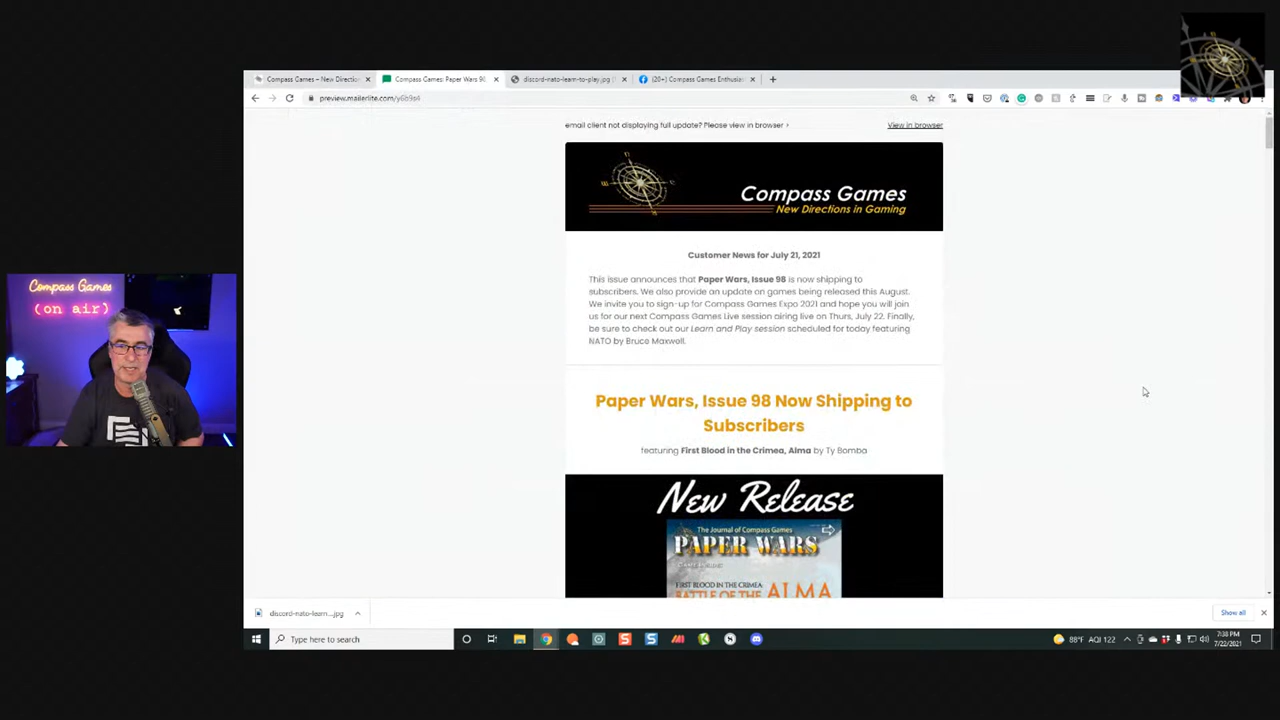 Compass Games – New Direction
Compass Games: Paper Wars 98
discord-nato-learn-to-play.jpg
(20+) Compass Games Enthusias
preview.mailerlite.com/y6b9p4
email client not displaying full update? Please view in browser ›
View in browser
Compass Games
New Directions in Gaming
Customer News for July 21, 2021
This issue announces that Paper Wars, Issue 98 is now shipping to
subscribers. We also provide an update on games being released this August.
We invite you to sign-up for Compass Games Expo 2021 and hope you will join
us for our next Compass Games Live session airing live on Thurs, July 22. Finally,
be sure to check out our Learn and Play session scheduled for today featuring
NATO by Bruce Maxwell.
Paper Wars, Issue 98 Now Shipping to
Subscribers
featuring First Blood in the Crimea, Alma by Ty Bomba
New Release
The Journal of Compass Games
PAPER WARS
FIRST BLOOD IN THE CRIMEA:
BATTLE OF THE ALMA
Compass Games
(on air)
discord-nato-learn....jpg
Show all
Type here to search
88°F AQI 122
7:38 PM
7/22/2021